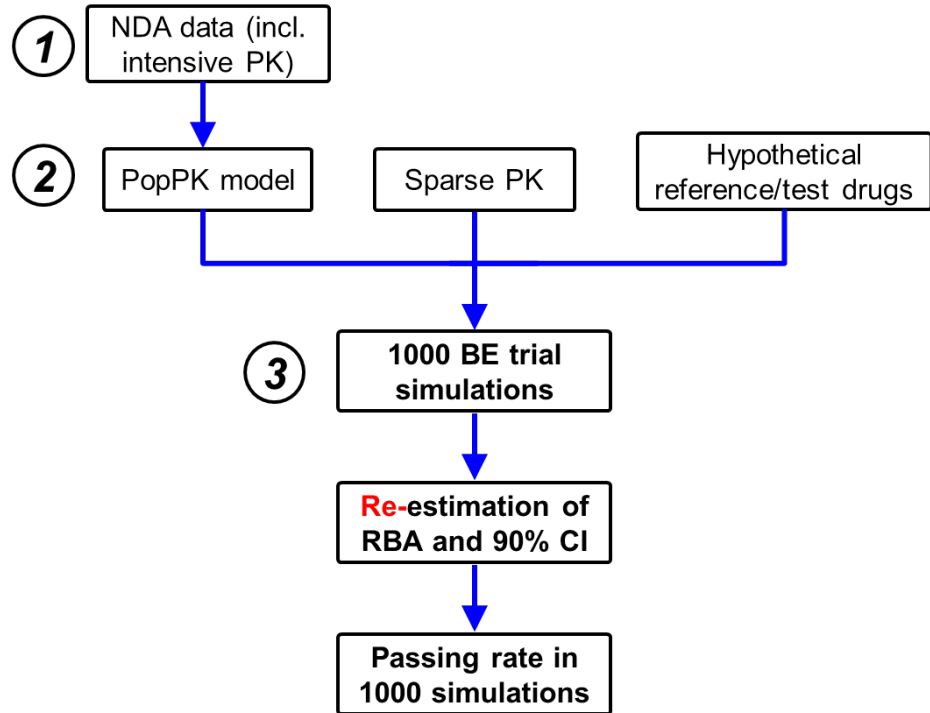 1
NDA data (incl.
intensive PK)
2
PopPK model
Sparse PK
Hypothetical
reference/test drugs
3
1000 BE trial
simulations
Re-estimation of
RBA and 90% CI
Passing rate in
1000 simulations